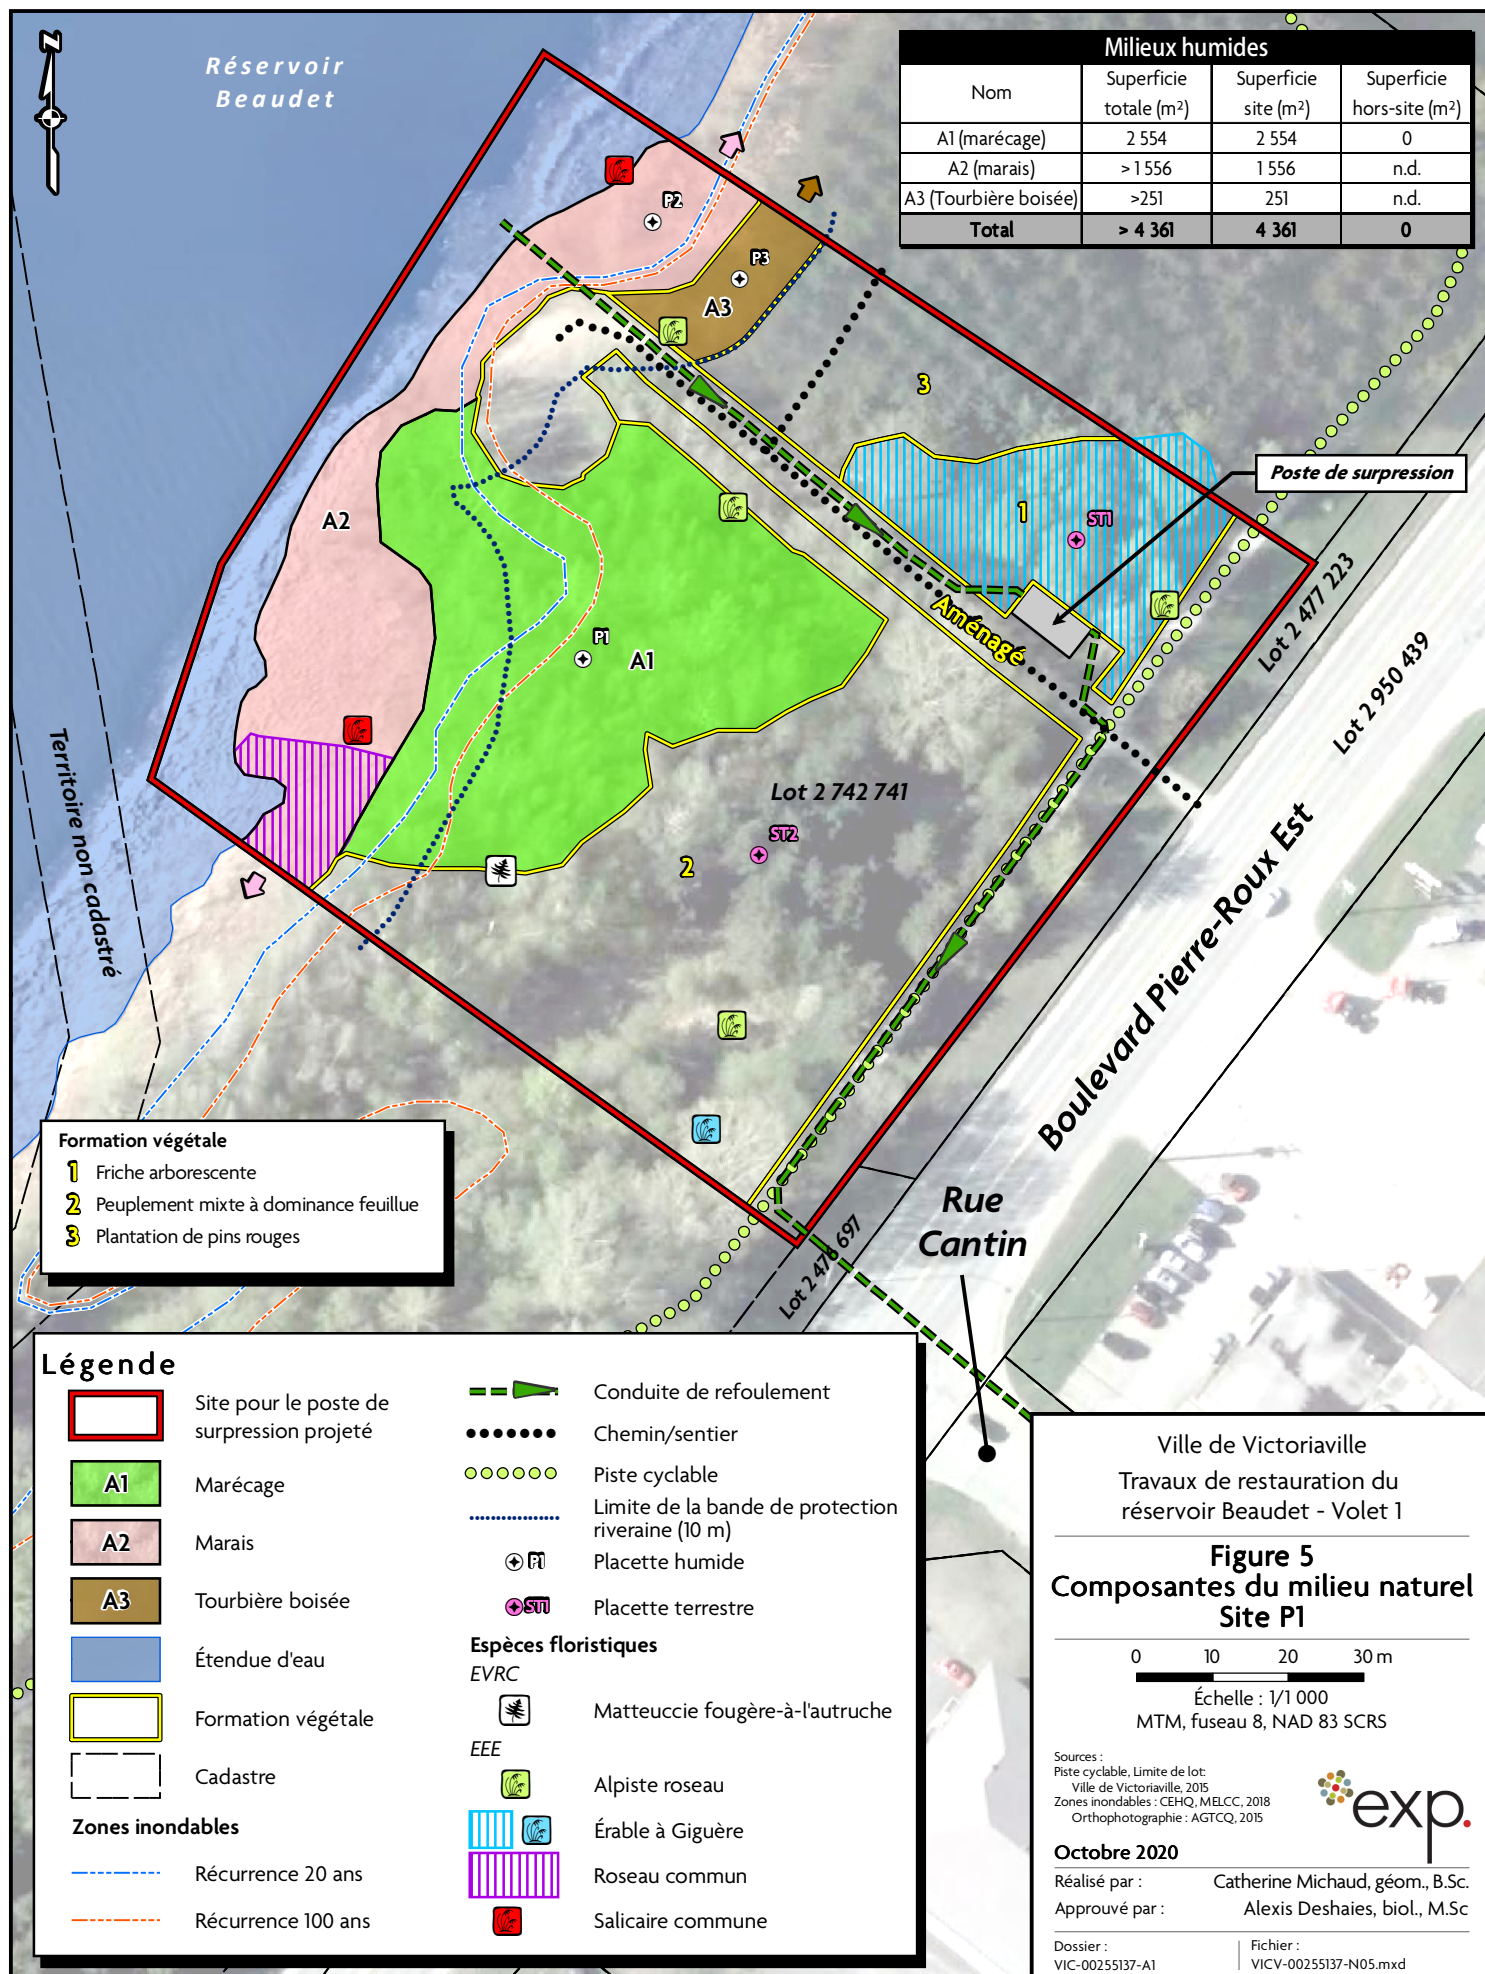 N
Réservoir
Beaudet
Milieux humides
Nom
Superficie totale (m²)
Superficie site (m²)
Superficie hors-site (m²)
A1 (marécage) 2 554 2 554 0
A2 (marais) > 1 556 1 556 n.d.
A3 (Tourbière boisée) >251 251 n.d.
Total > 4 361 4 361 0
P2
P3
A3
3
Poste de surpression
A2
1
ST1
Aménagé
P1
A1
Lot 2 477 223
Lot 2 950 439
Territoire non cadastré
Lot 2 742 741
ST2
2
Boulevard Pierre-Roux Est
Formation végétale
1 Friche arborescente
2 Peuplement mixte à dominance feuillue
3 Plantation de pins rouges
Rue
Cantin
Lot 2 476 697
Légende
Site pour le poste de
surpression projeté
A1 Marécage
A2 Marais
A3 Tourbière boisée
Étendue d'eau
Formation végétale
Cadastre
Zones inondables
Récurrence 20 ans
Récurrence 100 ans
Conduite de refoulement
Chemin/sentier
Piste cyclable
Limite de la bande de protection
riveraine (10 m)
P1 Placette humide
ST1 Placette terrestre
Espèces floristiques
EVRC
Matteuccie fougère-à-l'autruche
EEE
Alpiste roseau
Érable à Giguère
Roseau commun
Salicaire commune
Ville de Victoriaville
Travaux de restauration du
réservoir Beaudet - Volet 1
Figure 5
Composantes du milieu naturel
Site P1
0 10 20 30 m
Échelle : 1/1 000
MTM, fuseau 8, NAD 83 SCRS
Sources :
Piste cyclable, Limite de lot:
Ville de Victoriaville, 2015
Zones inondables : CEHQ, MELCC, 2018
Orthophotographie : AGTCQ, 2015
exp.
Octobre 2020
Réalisé par : Catherine Michaud, géom., B.Sc.
Approuvé par : Alexis Deshaies, biol., M.Sc
Dossier :
VIC-00255137-A1
Fichier :
VICV-00255137-N05.mxd